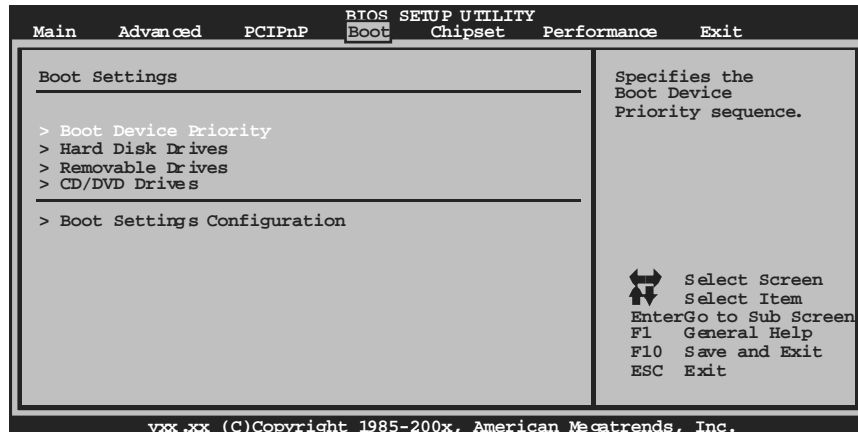 BIOS SETUP UTILITY
Main Advanced PCIPnP Boot Chipset Performance Exit
Boot Settings
> Boot Device Priority
> Hard Disk Drives
> Removable Drives
> CD/DVD Drives
> Boot Settings Configuration
Specifies the
Boot Device
Priority sequence.
Select Screen
Select Item
EnterGo to Sub Screen
F1 General Help
F10 Save and Exit
ESC Exit
vxx.xx (C)Copyright 1985-200x, American Megatrends, Inc.